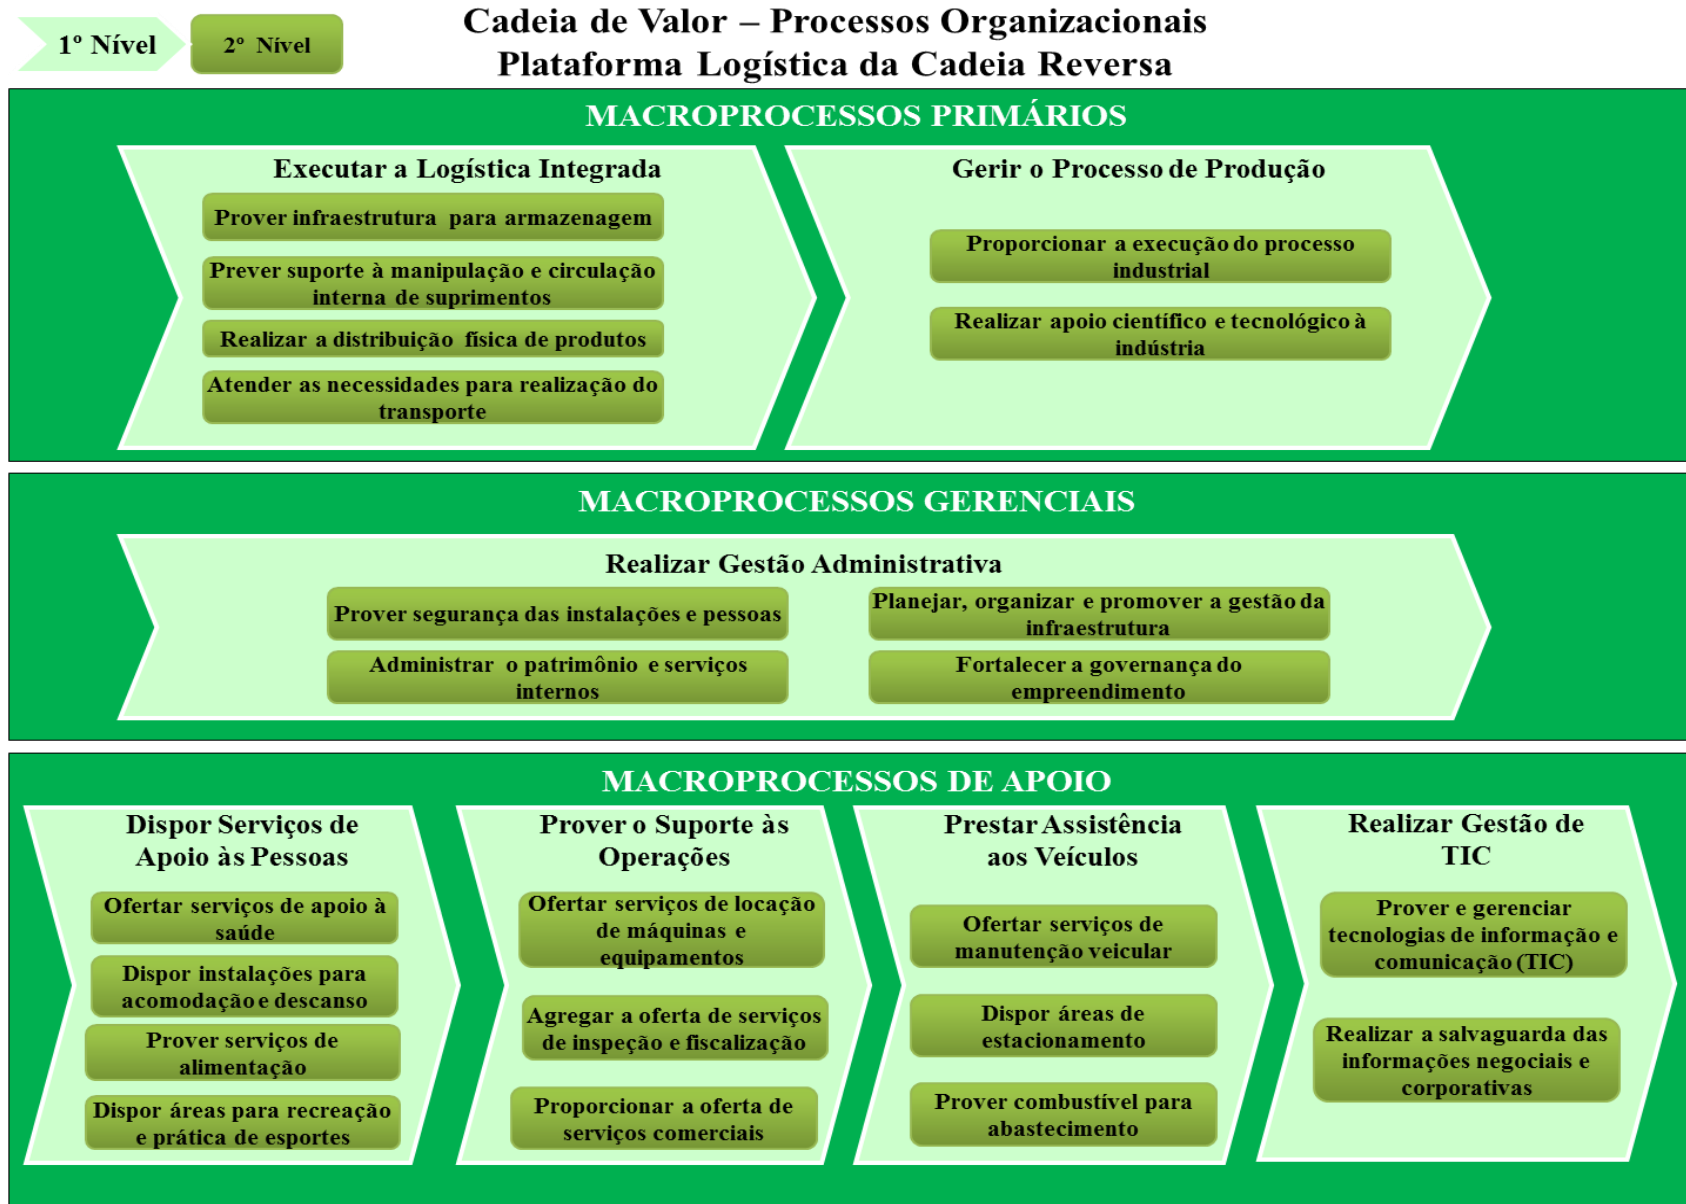 Cadeia de Valor – Processos Organizacionais
Plataforma Logística da Cadeia Reversa
1º Nível
2º Nível
MACROPROCESSOS PRIMÁRIOS
Executar a Logística Integrada
Prover infraestrutura para armazenagem
Prever suporte à manipulação e circulação
interna de suprimentos
Realizar a distribuição física de produtos
Atender as necessidades para realização do
transporte
Gerir o Processo de Produção
Proporcionar a execução do processo
industrial
Realizar apoio científico e tecnológico à
indústria
MACROPROCESSOS GERENCIAIS
Realizar Gestão Administrativa
Prover segurança das instalações e pessoas
Administrar o patrimônio e serviços
internos
Planejar, organizar e promover a gestão da
infraestrutura
Fortalecer a governança do
empreendimento
MACROPROCESSOS DE APOIO
Dispor Serviços de
Apoio às Pessoas
Ofertar serviços de apoio à
saúde
Dispor instalações para
acomodação e descanso
Prover serviços de
alimentação
Dispor áreas para recreação
e prática de esportes
Prover o Suporte às
Operações
Ofertar serviços de locação
de máquinas e
equipamentos
Agregar a oferta de serviços
de inspeção e fiscalização
Proporcionar a oferta de
serviços comerciais
Prestar Assistência
aos Veículos
Ofertar serviços de
manutenção veicular
Dispor áreas de
estacionamento
Prover combustível para
abastecimento
Realizar Gestão de
TIC
Prover e gerenciar
tecnologias de informação e
comunicação (TIC)
Realizar a salvaguarda das
informações negociais e
corporativas